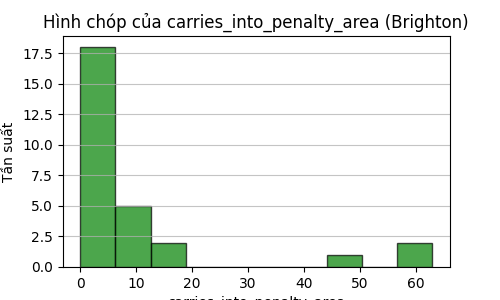 Hình chóp của carries_into_penalty_area (Brighton)
Tần suất
17.5
15.0
12.5
10.0
7.5
5.0
2.5
0.0
0 10 20 30 40 50 60
carries_into_penalty_area